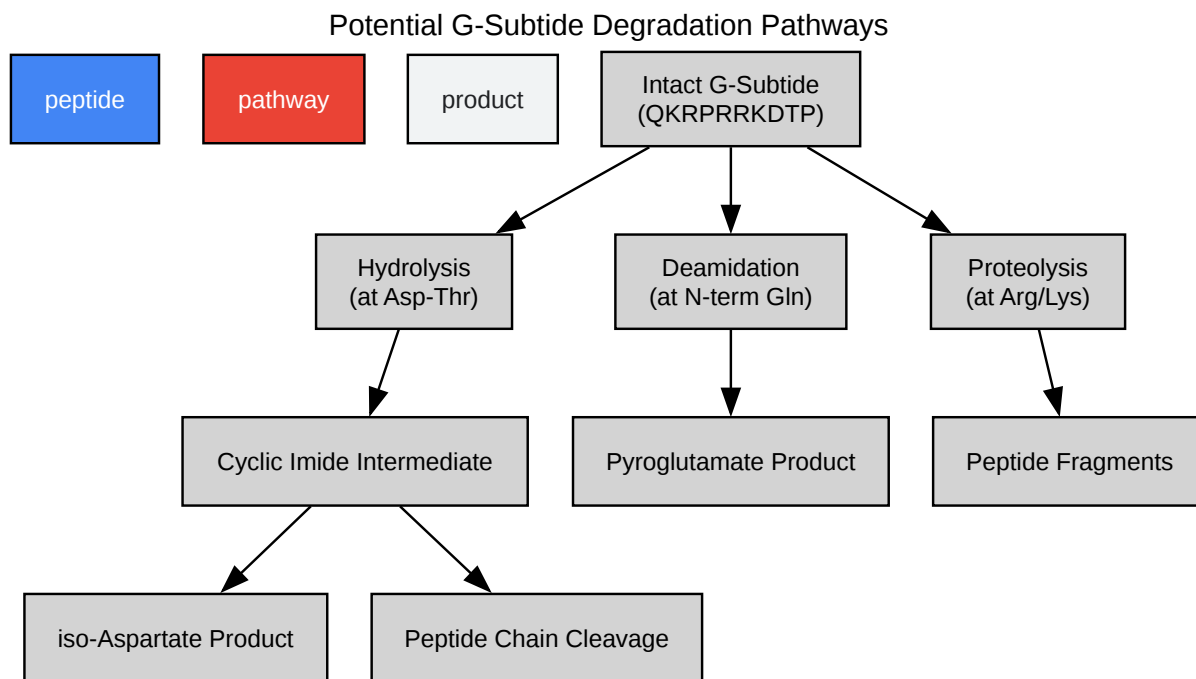 Potential G-Subtide Degradation Pathways
peptide
pathway
product
Intact G-Subtide
(QKRPRRKDTP)
Hydrolysis
(at Asp-Thr)
Deamidation
(at N-term Gln)
Proteolysis
(at Arg/Lys)
Cyclic Imide Intermediate
Pyroglutamate Product
Peptide Fragments
iso-Aspartate Product
Peptide Chain Cleavage